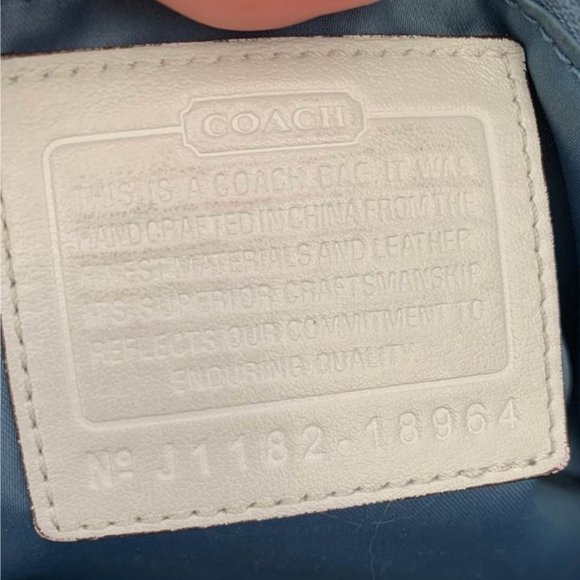 COACH
THIS IS A COACH BAG. IT WAS
HANDCRAFTED IN CHINA FROM THE
FINEST MATERIALS AND LEATHER.
ITS SUPERIOR CRAFTSMANSHIP
REFLECTS OUR COMMITMENT TO
ENDURING QUALITY.
Nº J1182-18964